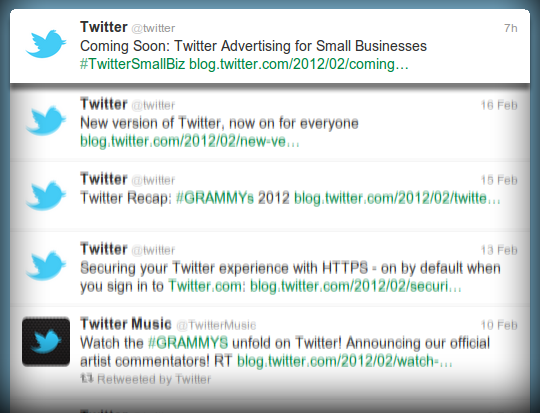 Twitter @twitter 7h
Coming Soon: Twitter Advertising for Small Businesses
#TwitterSmallBiz blog.twitter.com/2012/02/coming…
Twitter @twitter 16 Feb
New version of Twitter, now on for everyone
blog.twitter.com/2012/02/new-ve…
Twitter @twitter 15 Feb
Twitter Recap: #GRAMMYs 2012 blog.twitter.com/2012/02/twitte…
Twitter @twitter 13 Feb
Securing your Twitter experience with HTTPS - on by default when
you sign in to Twitter.com: blog.twitter.com/2012/02/securi…
Twitter Music @TwitterMusic 10 Feb
Watch the #GRAMMYS unfold on Twitter! Announcing our official
artist commentators! RT blog.twitter.com/2012/02/watch-…
Retweeted by Twitter